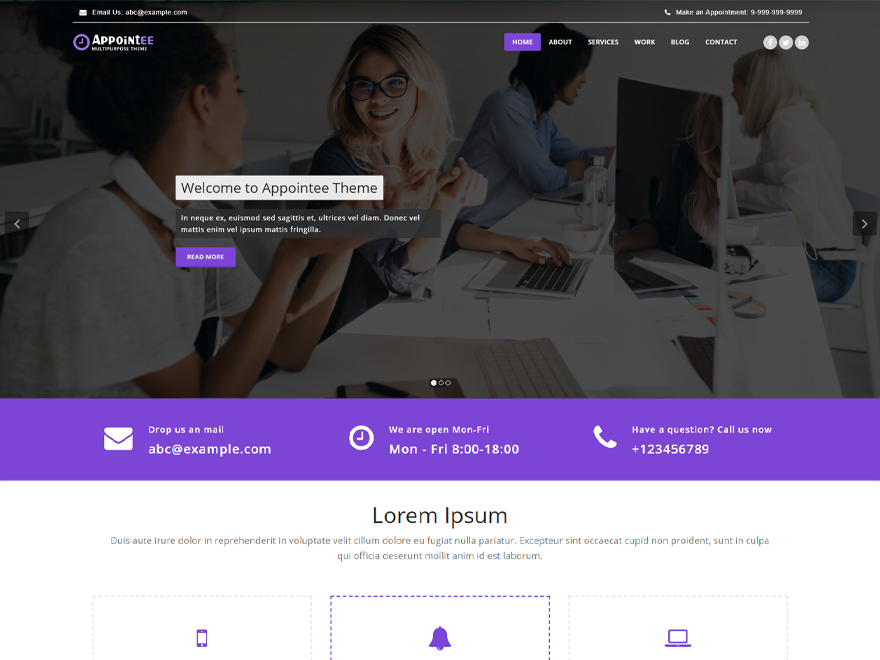 Email Us: abc@example.com
Make an Appointment: 9-999-999-9999
APPOiNTEE
MULTIPURPOSE THEME
HOME ABOUT SERVICES WORK BLOG CONTACT
Welcome to Appointee Theme
In neque ex, euismod sed sagittis et, ultrices vel diam. Donec vel
mattis enim vel ipsum mattis fringilla.
READ MORE
Drop us an mail
abc@example.com
We are open Mon-Fri
Mon - Fri 8:00-18:00
Have a question? Call us now
+123456789
Lorem Ipsum
Duis aute irure dolor in reprehenderit in voluptate velit cillum dolore eu fugiat nulla pariatur. Excepteur sint occaecat cupid non proident, sunt in culpa
qui officia deserunt mollit anim id est laborum.